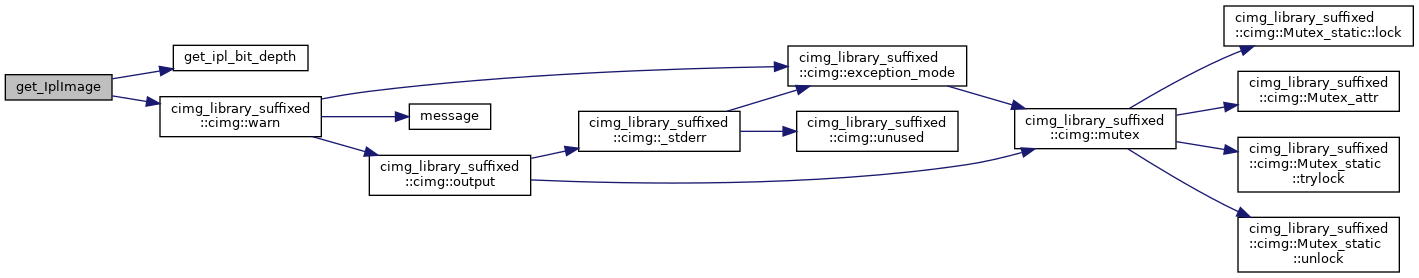 get_IplImage
get_ipl_bit_depth
cimg_library_suffixed
::cimg::warn
message
cimg_library_suffixed
::cimg::output
cimg_library_suffixed
::cimg::_stderr
cimg_library_suffixed
::cimg::exception_mode
cimg_library_suffixed
::cimg::unused
cimg_library_suffixed
::cimg::mutex
cimg_library_suffixed
::cimg::Mutex_static::lock
cimg_library_suffixed
::cimg::Mutex_attr
cimg_library_suffixed
::cimg::Mutex_static
::trylock
cimg_library_suffixed
::cimg::Mutex_static
::unlock